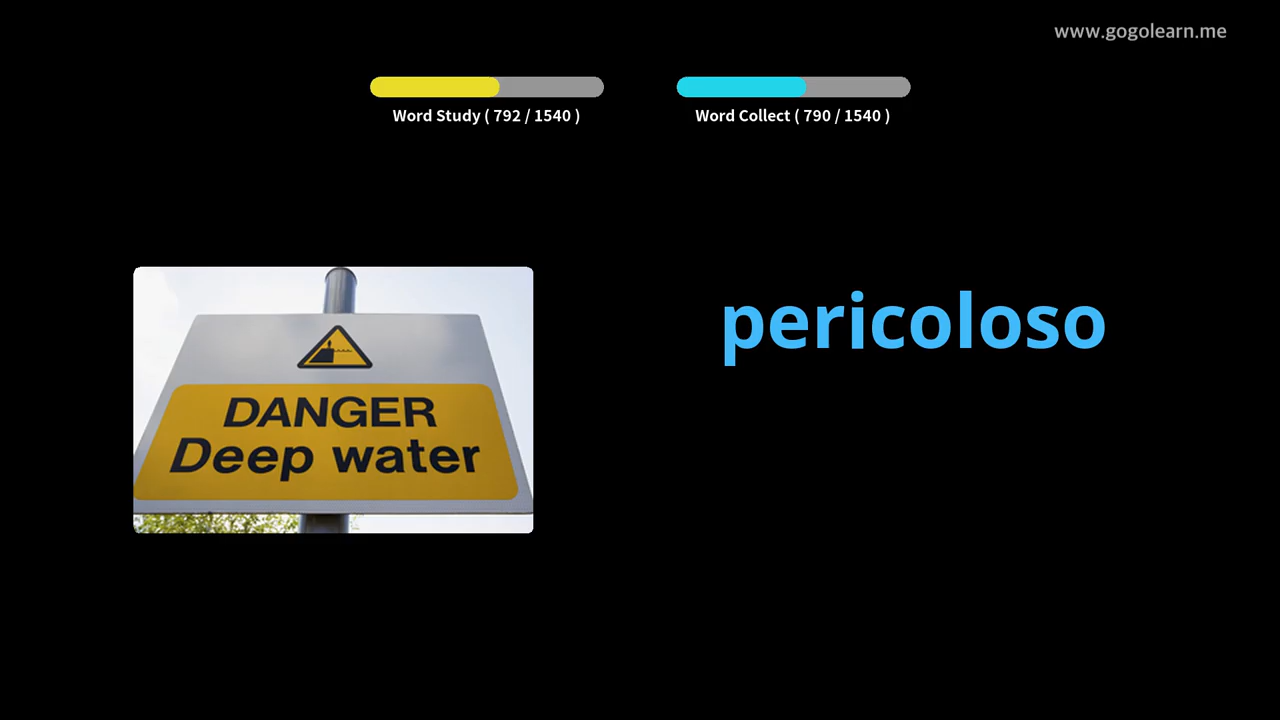 www.gogolearn.me
Word Study ( 792 / 1540 )
Word Collect ( 790 / 1540 )
pericoloso
DANGER
Deep water